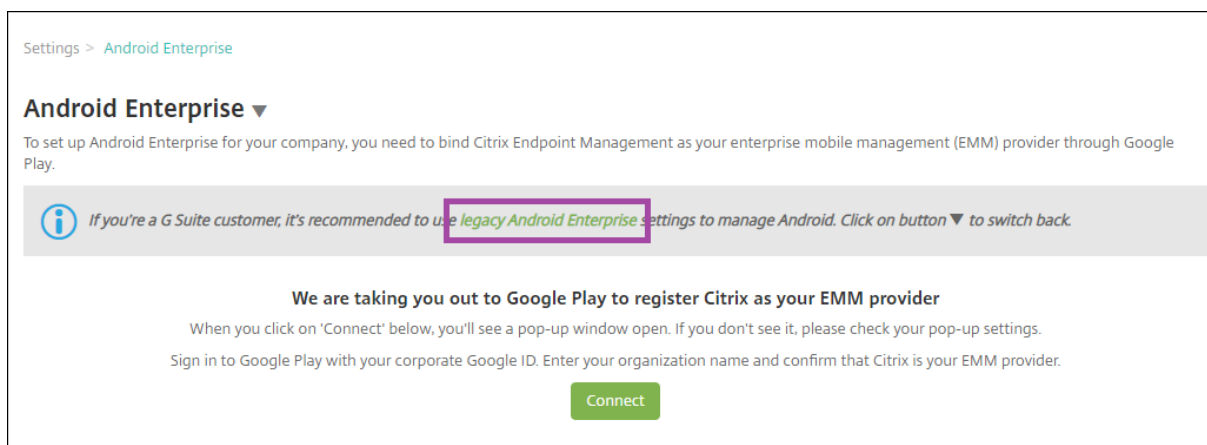 Settings > Android Enterprise
Android Enterprise ▼
To set up Android Enterprise for your company, you need to bind Citrix Endpoint Management as your enterprise mobile management (EMM) provider through Google
Play.
If you're a G Suite customer, it's recommended to use legacy Android Enterprise settings to manage Android. Click on button ▼ to switch back.
We are taking you out to Google Play to register Citrix as your EMM provider
When you click on 'Connect' below, you'll see a pop-up window open. If you don't see it, please check your pop-up settings.
Sign in to Google Play with your corporate Google ID. Enter your organization name and confirm that Citrix is your EMM provider.
Connect